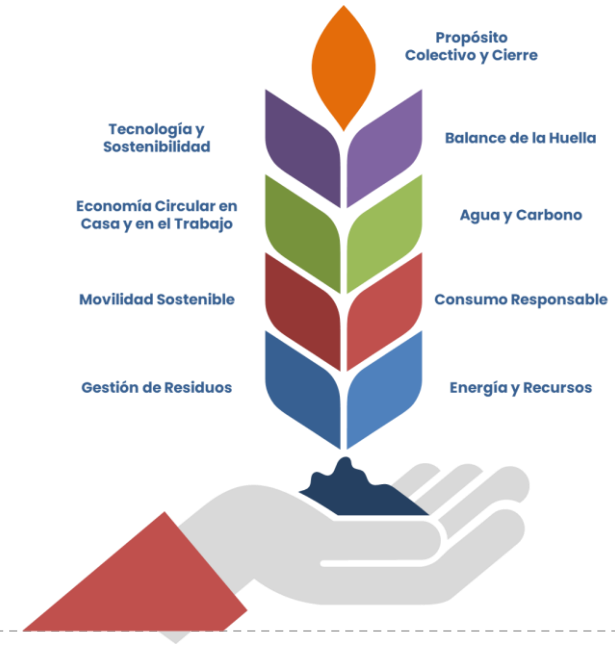 Propósito
Colectivo y Cierre
Tecnología y
Sostenibilidad
Balance de la Huella
Economía Circular en
Casa y en el Trabajo
Agua y Carbono
Movilidad Sostenible
Consumo Responsable
Gestión de Residuos
Energía y Recursos